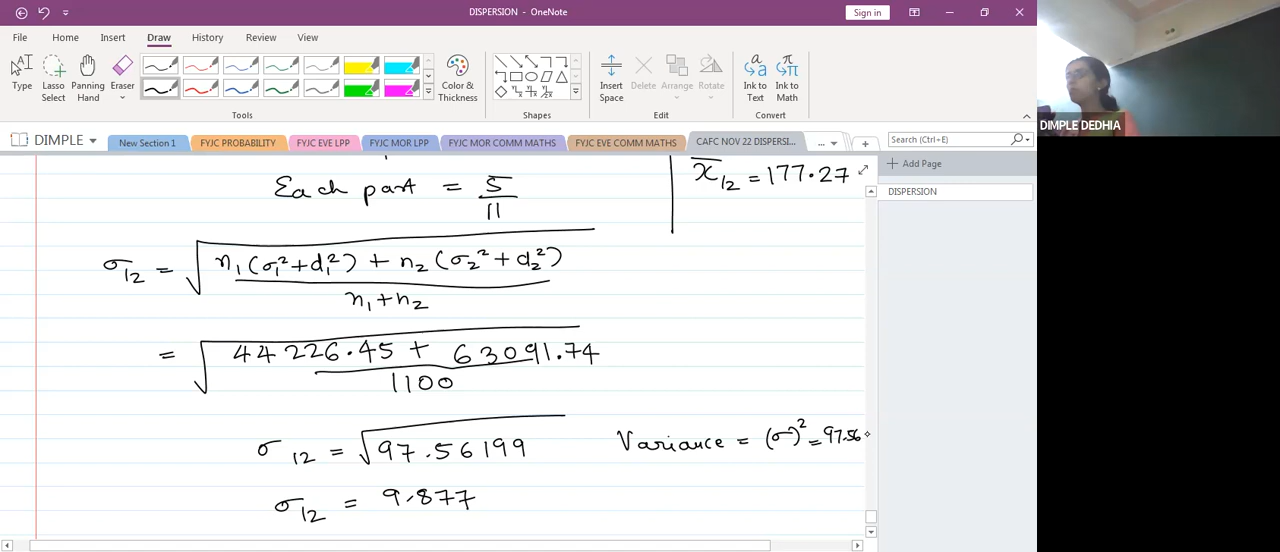 DISPERSION - OneNote
Sign in
File Home Insert Draw History Review View
Type
Lasso Select
Panning Hand
Eraser
Color & Thickness
Insert Space
Delete
Arrange
Rotate
Ink to Text
Ink to Math
Tools
Shapes
Edit
Convert
DIMPLE
New Section 1
FYJC PROBABILITY
FYJC EVE LPP
FYJC MOR LPP
FYJC MOR COMM MATHS
FYJC EVE COMM MATHS
CAFC NOV 22 DISPERSI...
...
Search (Ctrl+E)
DIMPLE DEDHIA
Add Page
DISPERSION
x̄₁₂ = 177.27
Each part = 5/11
σ₁₂ = √((n₁(σ₁²+d₁²) + n₂(σ₂²+d₂²))/(n₁+n₂))
= √((44226.45 + 63091.74)/1100)
σ₁₂ = √97.56199
Variance = (σ)² = 97.56
σ₁₂ = 9.877